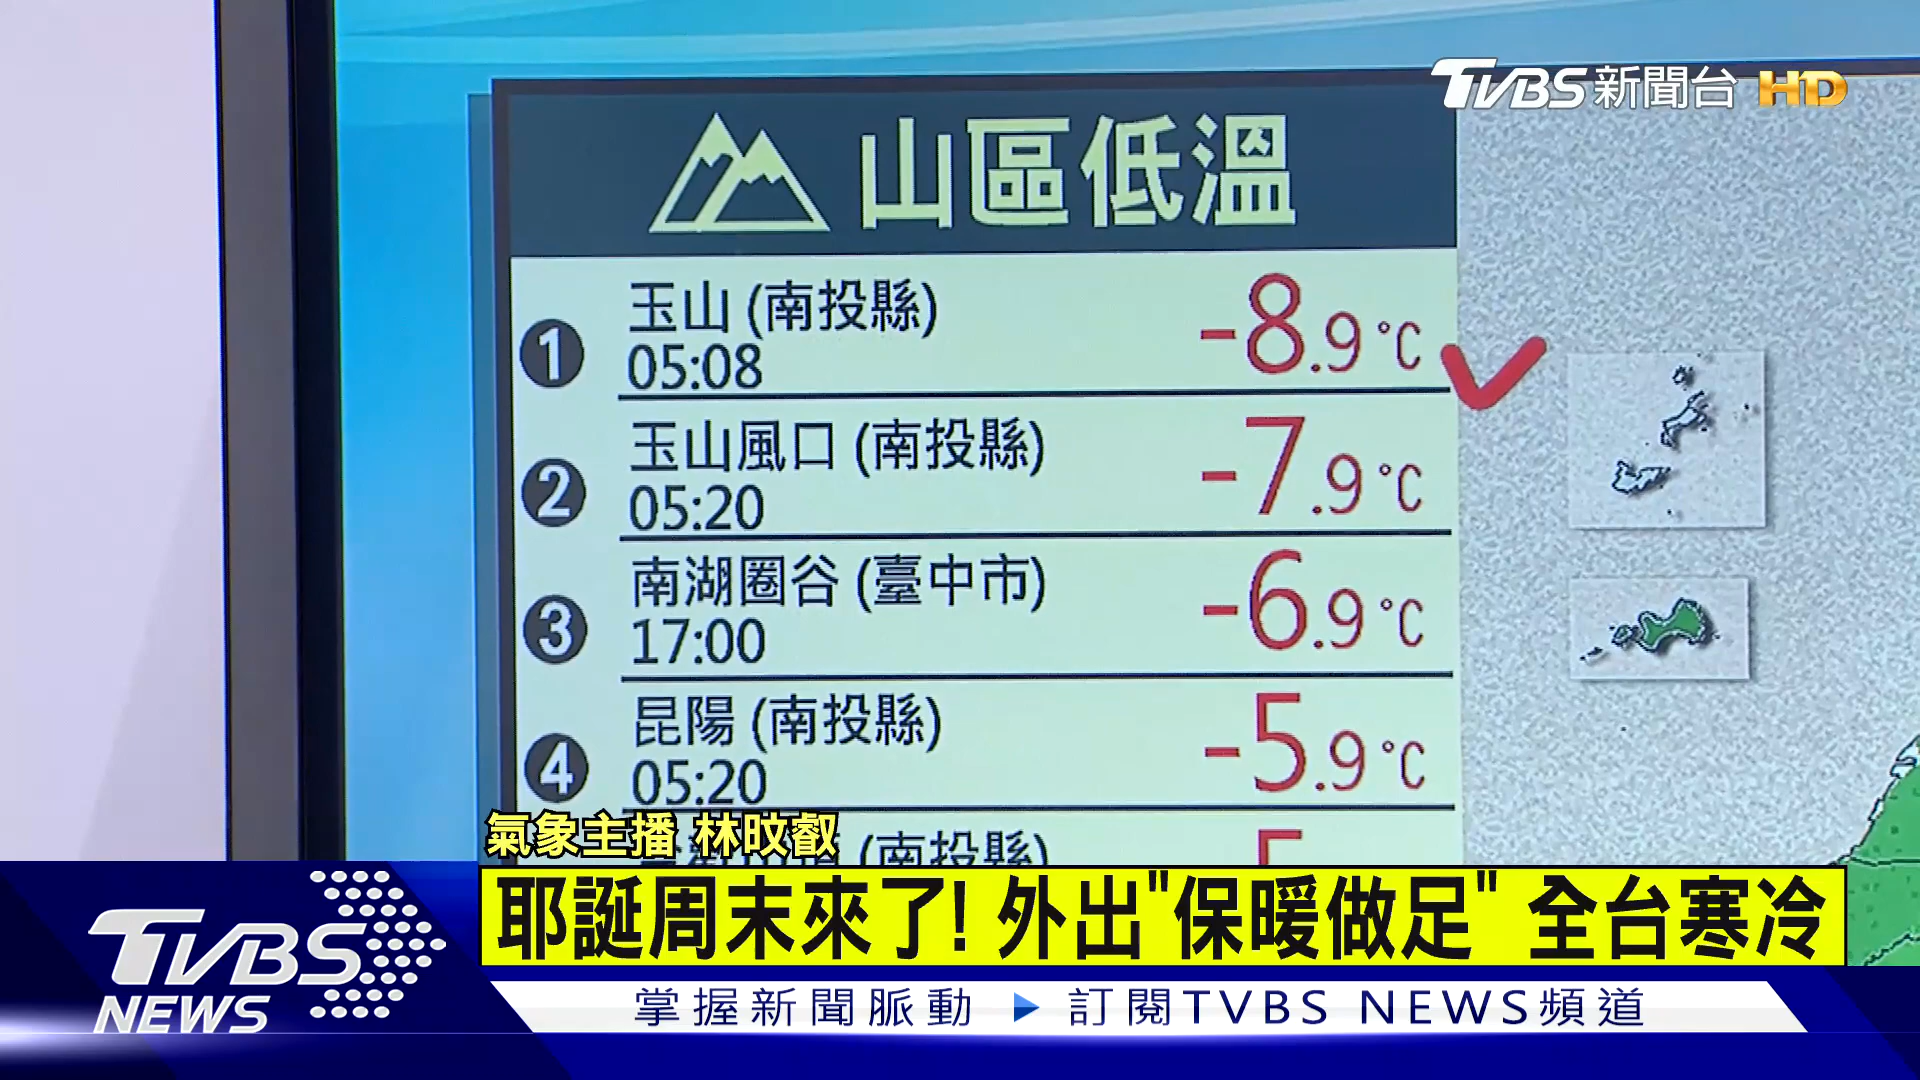 TVBS新聞台 HD
山區低溫
1 玉山 (南投縣) -8.9°C
05:08
2 玉山風口 (南投縣) -7.9°C
05:20
3 南湖圈谷 (臺中市) -6.9°C
17:00
4 昆陽 (南投縣) -5.9°C
05:20
(南投縣)
氣象主播 林旼叡
耶誕周末來了! 外出"保暖做足" 全台寒冷
TVBS NEWS
掌握新聞脈動 ▶ 訂閱TVBS NEWS頻道